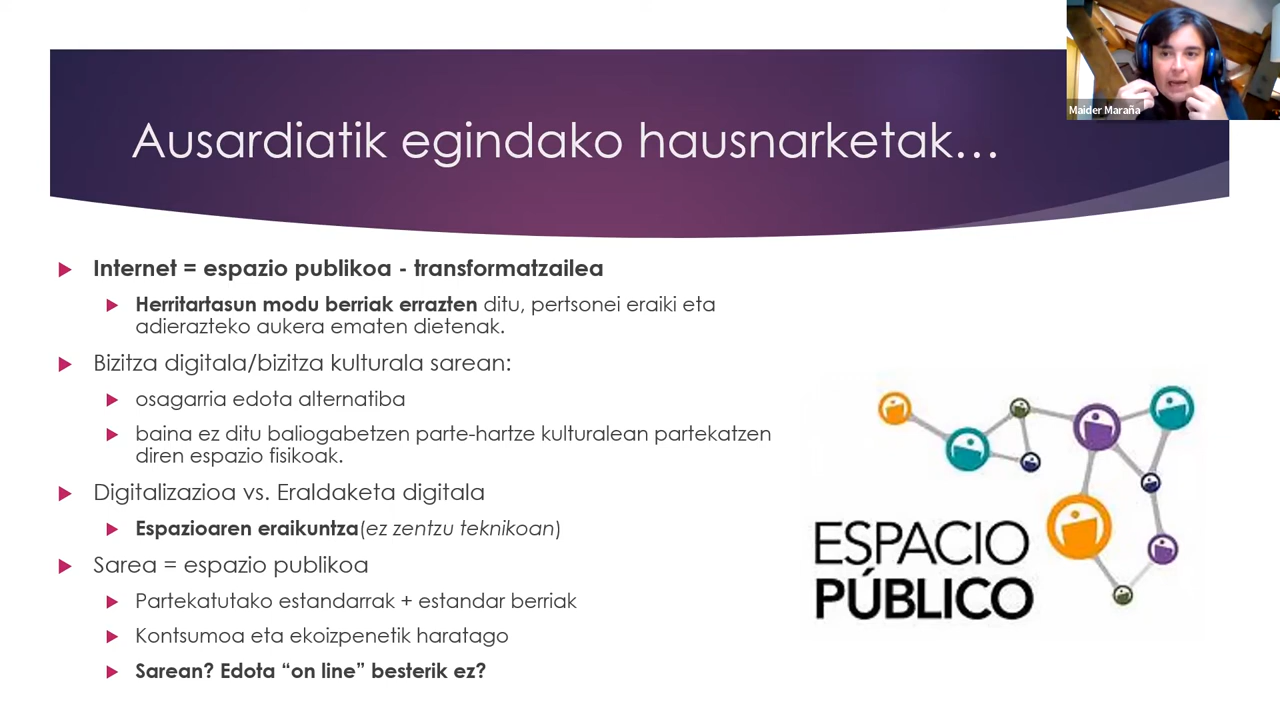 Maider Maraña
Ausardiatik egindako hausnarketak…
Internet = espazio publikoa - transformatzailea
Herritartasun modu berriak errazten ditu, pertsonei eraiki eta
adierazteko aukera ematen dietenak.
Bizitza digitala/bizitza kulturala sarean:
osagarria edota alternatiba
baina ez ditu baliogabetzen parte-hartze kulturalean partekatzen
diren espazio fisikoak.
Digitalizazioa vs. Eraldaketa digitala
Espazioaren eraikuntza(ez zentzu teknikoan)
Sarea = espazio publikoa
Partekatutako estandarrak + estandar berriak
Kontsumoa eta ekoizpenetik haratago
Sarean? Edota “on line” besterik ez?
ESPACIO
PÚBLICO